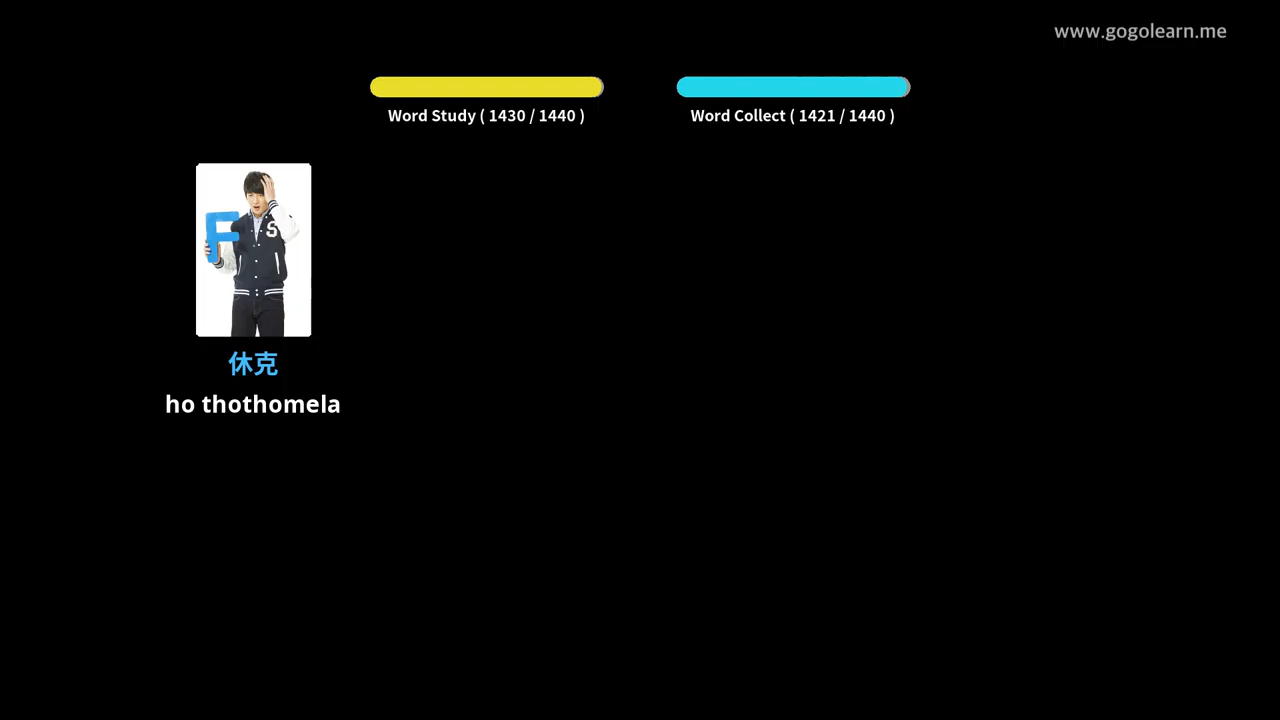 www.gogolearn.me
Word Study ( 1430 / 1440 )
Word Collect ( 1421 / 1440 )
F
S
休克
ho thothomela